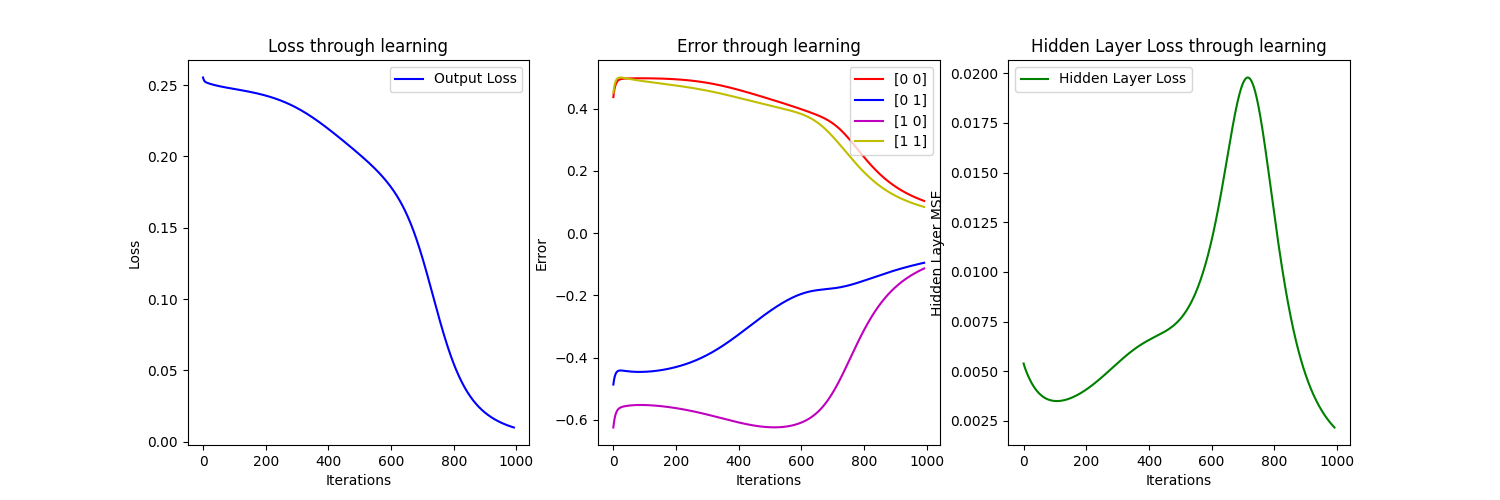 Loss through learning
Output Loss
0.25
0.20
0.15
0.10
0.05
0.00
Loss
0 200 400 600 800 1000
Iterations
Error through learning
[0 0]
[0 1]
[1 0]
[1 1]
0.4
0.2
0.0
−0.2
−0.4
−0.6
Error
0 200 400 600 800 1000
Iterations
Hidden Layer Loss through learning
Hidden Layer Loss
0.0200
0.0175
0.0150
0.0125
0.0100
0.0075
0.0050
0.0025
Hidden Layer MSE
0 200 400 600 800 1000
Iterations